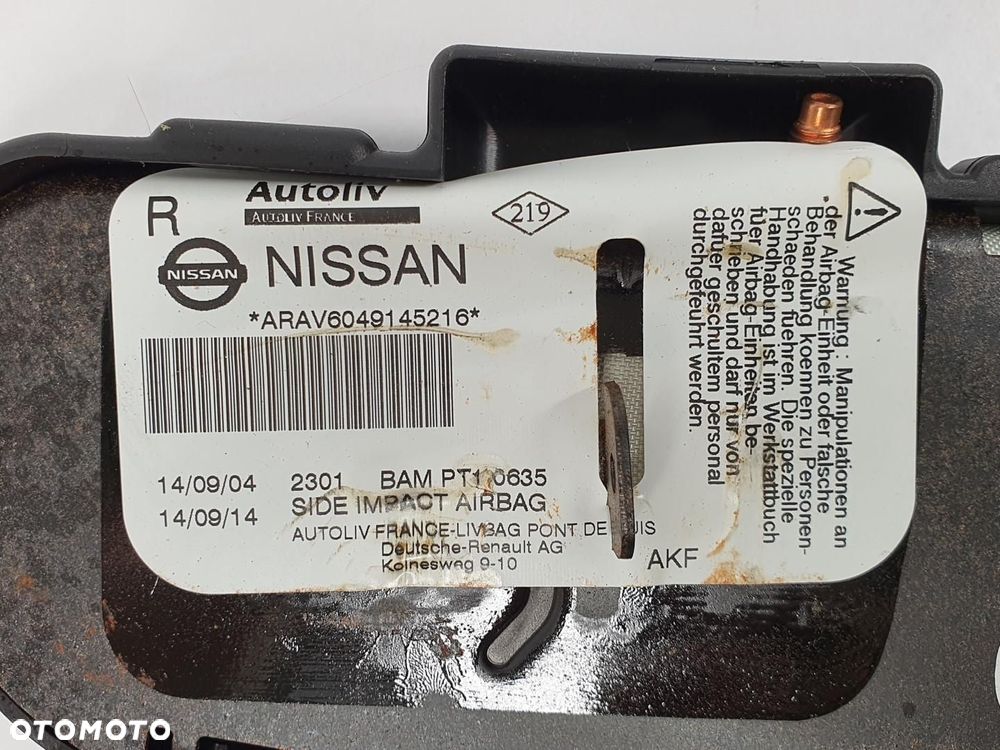 R
Autoliv
AUTOLIV FRANCE
219
NISSAN
NISSAN
*ARAV6049145216*
14/09/04 2301 BAM
14/09/14 SIDE IMPACT AIRBAG
AUTOLIV FRANCE-LIVBAG PONT DE
Deutsche-Renault AG
9-10
AKF
Warnung : Manipulationen an
der Airbag-Einheit oder falsche
Behandlung koennen zu Personen-
schaeden fuehren. Die spezielle
Handhabung ist im Werkstattbuch
fuer Airbag-Einheiten be-
schrieben und darf nur von
dafuer geschultem personal
durchgefuehrt werden.
OTOMOTO